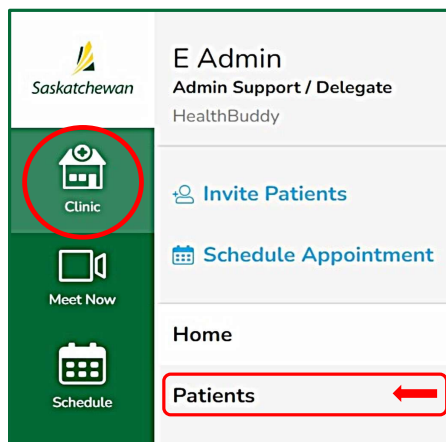 Saskatchewan
Clinic
Meet Now
Schedule
E Admin
Admin Support / Delegate
HealthBuddy
Invite Patients
Schedule Appointment
Home
Patients